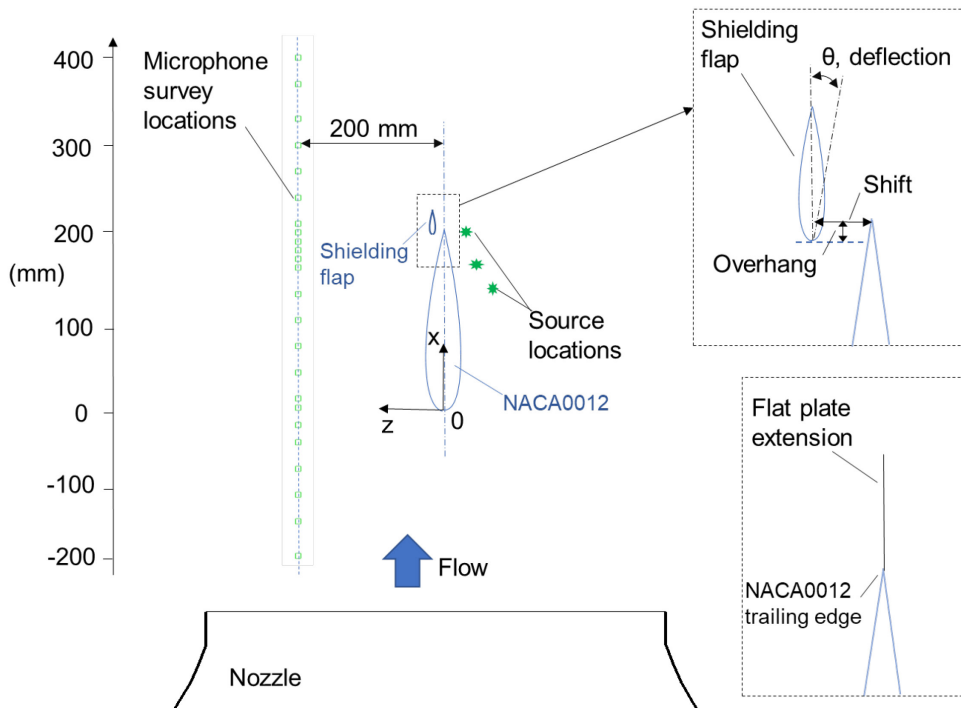 400
300
200
(mm)
100
0
-100
-200
Microphone
survey
locations
200 mm
Shielding
flap
Source
locations
x
z
0
NACA0012
Flow
Nozzle
Shielding
flap
θ, deflection
Shift
Overhang
Flat plate
extension
NACA0012
trailing edge